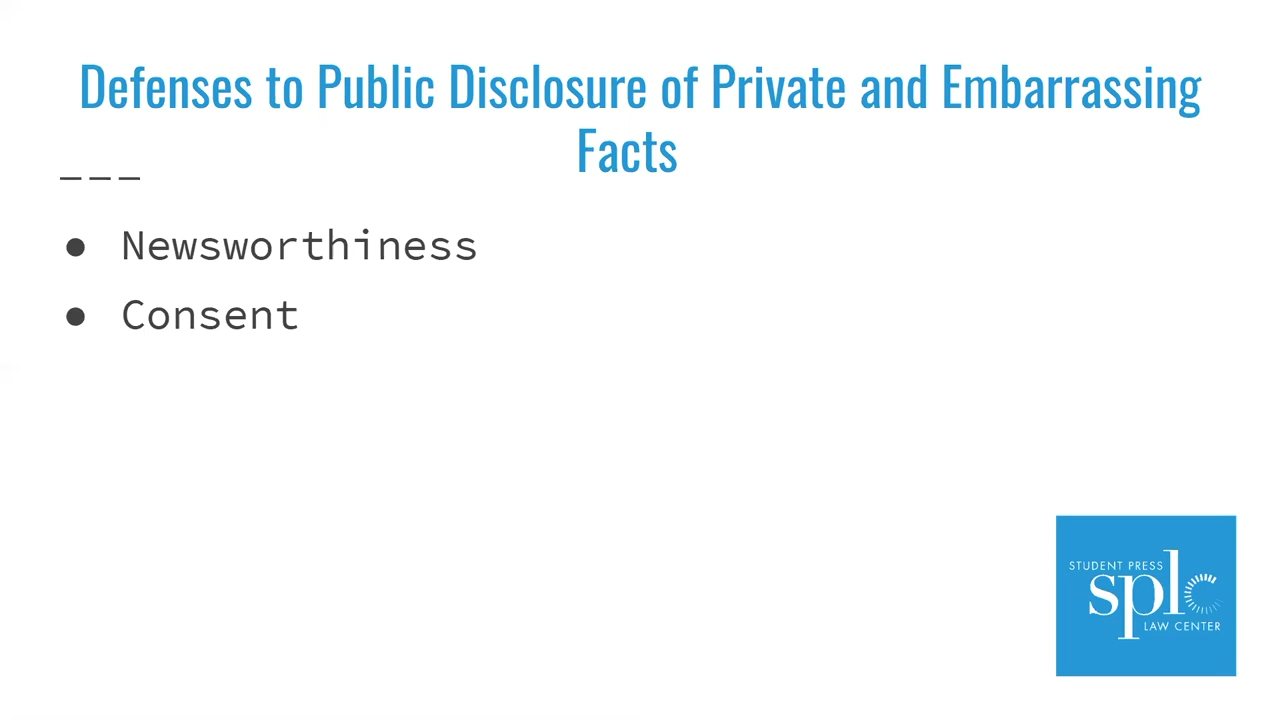 Defenses to Public Disclosure of Private and Embarrassing
Facts
● Newsworthiness
● Consent
STUDENT PRESS
splc
LAW CENTER